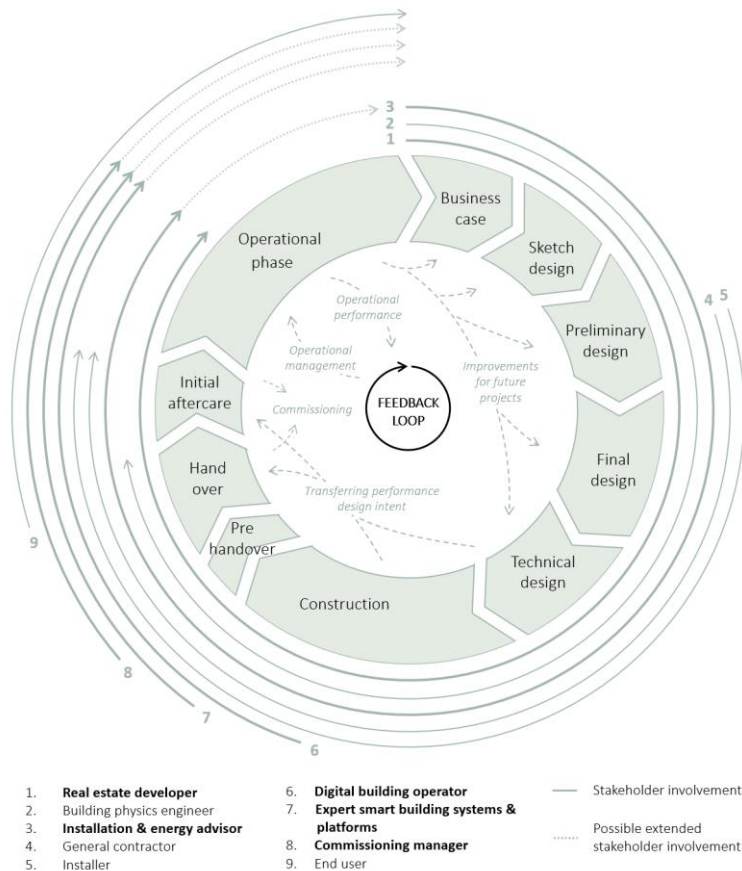 3
2
1
4 5
Business
case
Sketch
design
Preliminary
design
Final
design
Technical
design
Construction
Pre
handover
Hand
over
Initial
aftercare
Operational
phase
Operational
performance
Operational
management
Commissioning
FEEDBACK
LOOP
Improvements
for future
projects
Transferring performance
design intent
9
8
7
6
1. Real estate developer
2. Building physics engineer
3. Installation & energy advisor
4. General contractor
5. Installer
6. Digital building operator
7. Expert smart building systems &
platforms
8. Commissioning manager
9. End user
Stakeholder involvement
Possible extended
stakeholder involvement